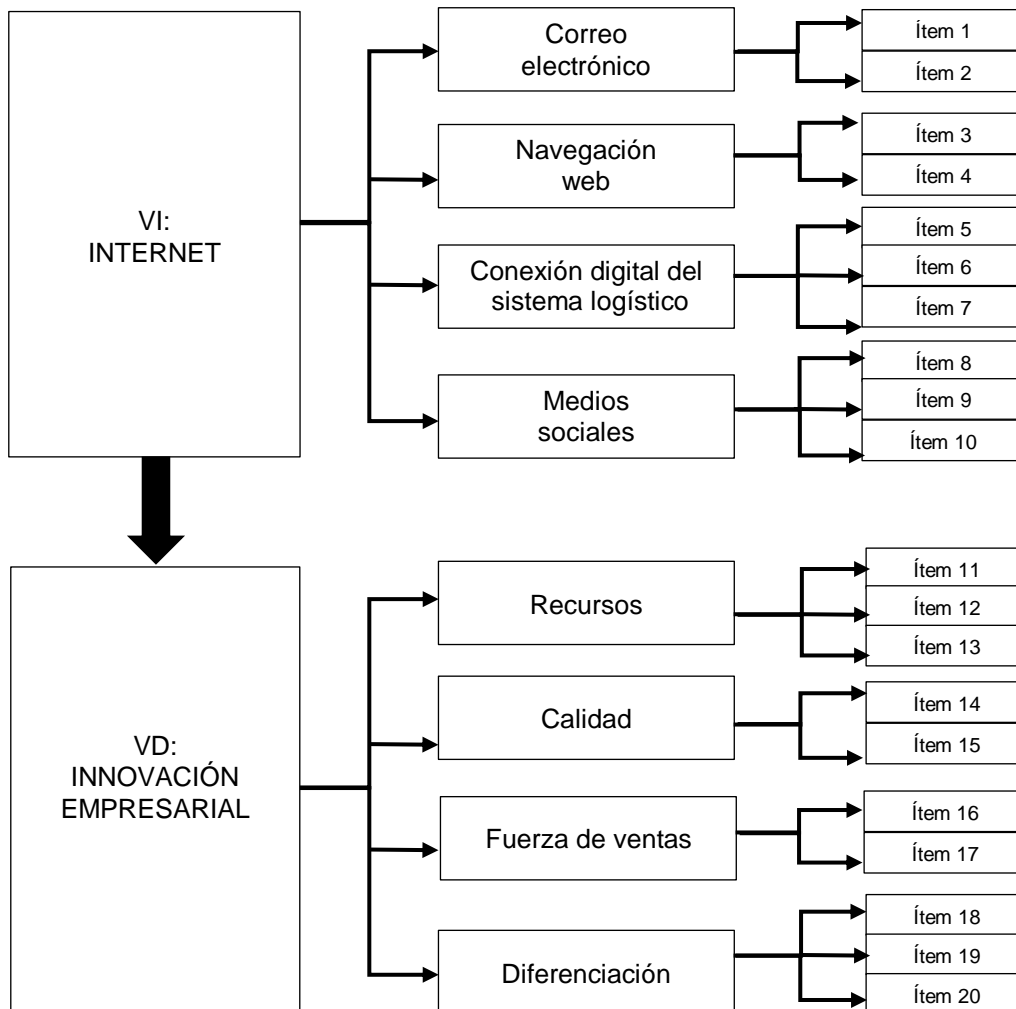 VI:
INTERNET
Correo
electrónico
Ítem 1
Ítem 2
Navegación
web
Ítem 3
Ítem 4
Conexión digital del
sistema logístico
Ítem 5
Ítem 6
Ítem 7
Medios
sociales
Ítem 8
Ítem 9
Ítem 10
VD:
INNOVACIÓN
EMPRESARIAL
Recursos
Ítem 11
Ítem 12
Ítem 13
Calidad
Ítem 14
Ítem 15
Fuerza de ventas
Ítem 16
Ítem 17
Diferenciación
Ítem 18
Ítem 19
Ítem 20